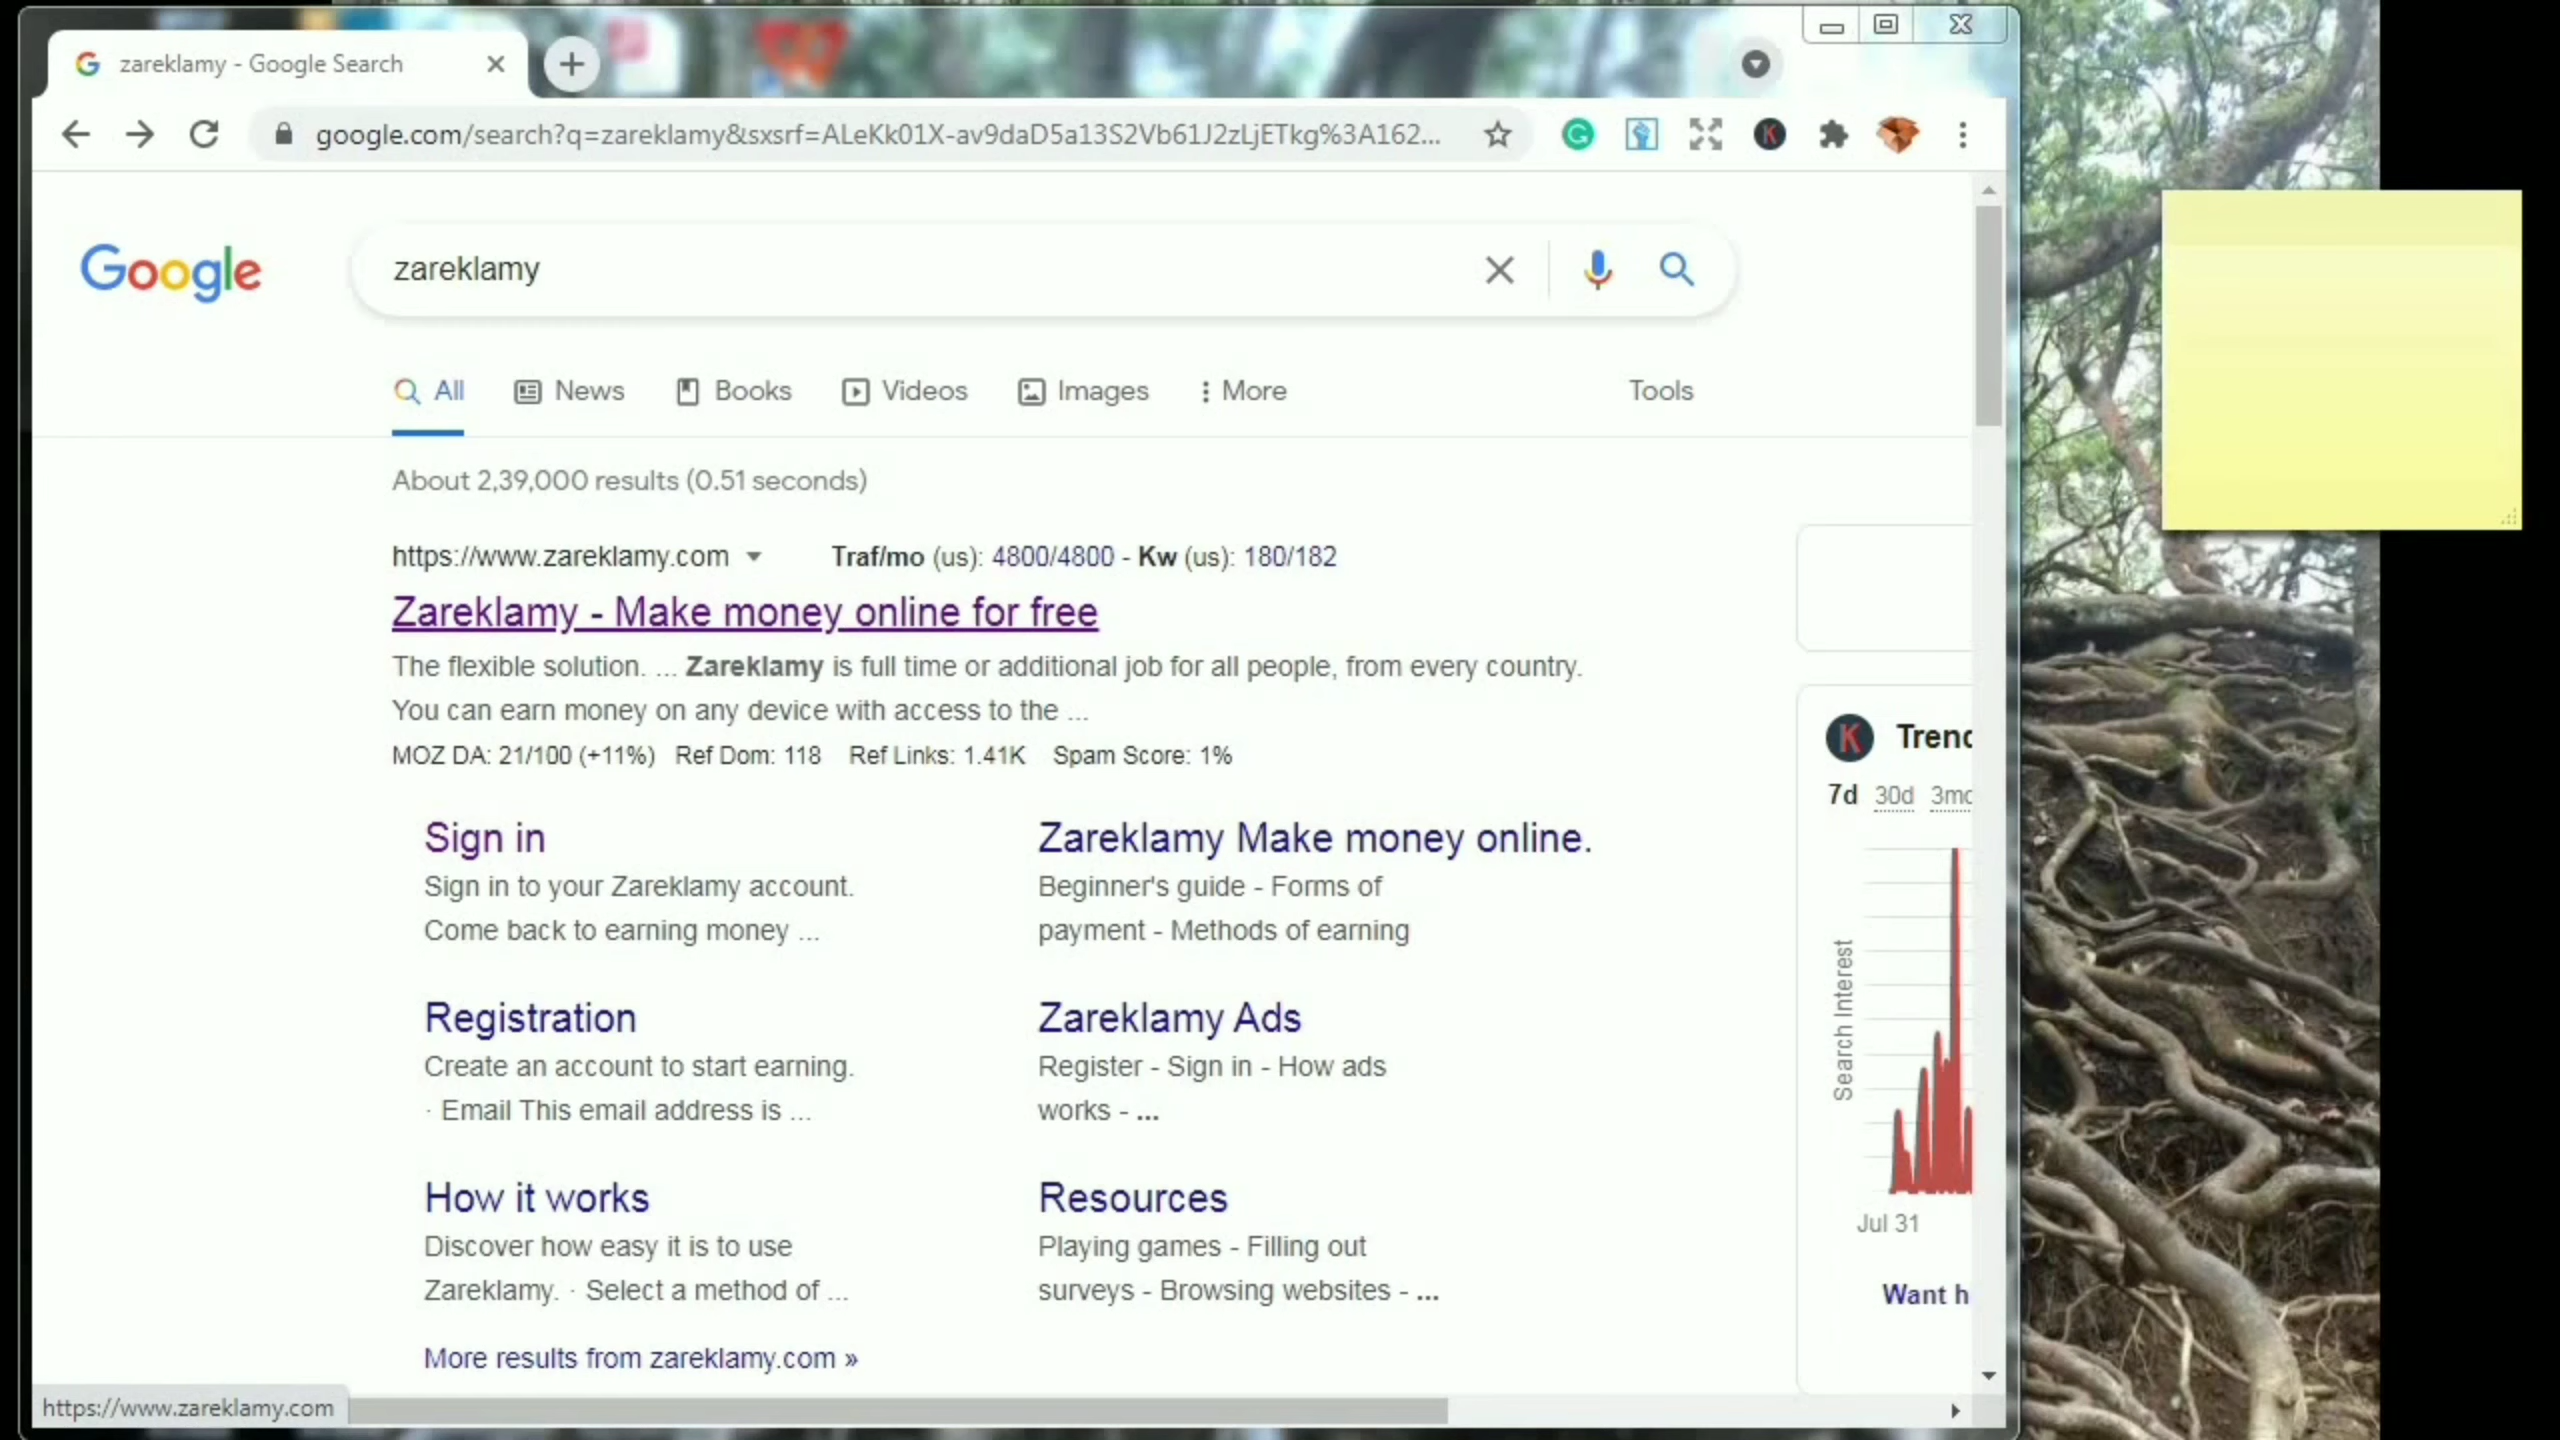 zareklamy - Google Search
google.com/search?q=zareklamy&sxsrf=ALeKk01X-av9daD5a13S2Vb61J2zLjETkg%3A162...
Google
zareklamy
All News Books Videos Images More Tools
About 2,39,000 results (0.51 seconds)
https://www.zareklamy.com Traf/mo (us): 4800/4800 - Kw (us): 180/182
Zareklamy - Make money online for free
The flexible solution. ... Zareklamy is full time or additional job for all people, from every country.
You can earn money on any device with access to the ...
MOZ DA: 21/100 (+11%) Ref Dom: 118 Ref Links: 1.41K Spam Score: 1%
Sign in
Sign in to your Zareklamy account.
Come back to earning money ...
Zareklamy Make money online.
Beginner's guide - Forms of
payment - Methods of earning
Registration
Create an account to start earning.
· Email This email address is ...
Zareklamy Ads
Register - Sign in - How ads
works - ...
How it works
Discover how easy it is to use
Zareklamy. · Select a method of ...
Resources
Playing games - Filling out
surveys - Browsing websites - ...
More results from zareklamy.com »
K Trend
7d 30d 3mo
Search Interest
Jul 31
Want h
https://www.zareklamy.com